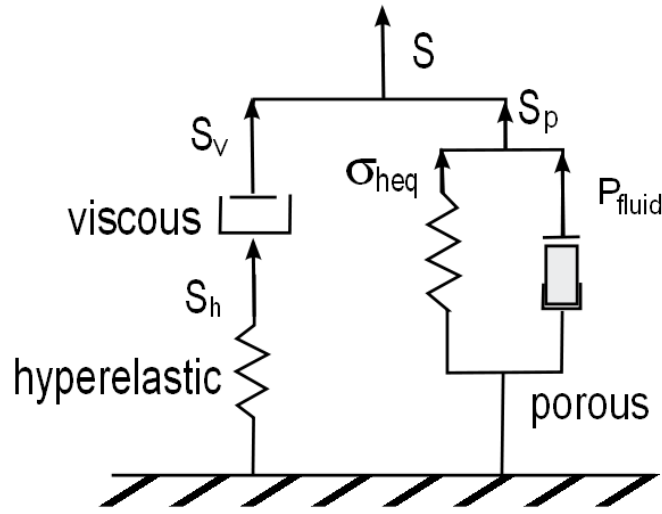 S
Sv
Sp
σheq
Pfluid
viscous
Sh
hyperelastic
porous